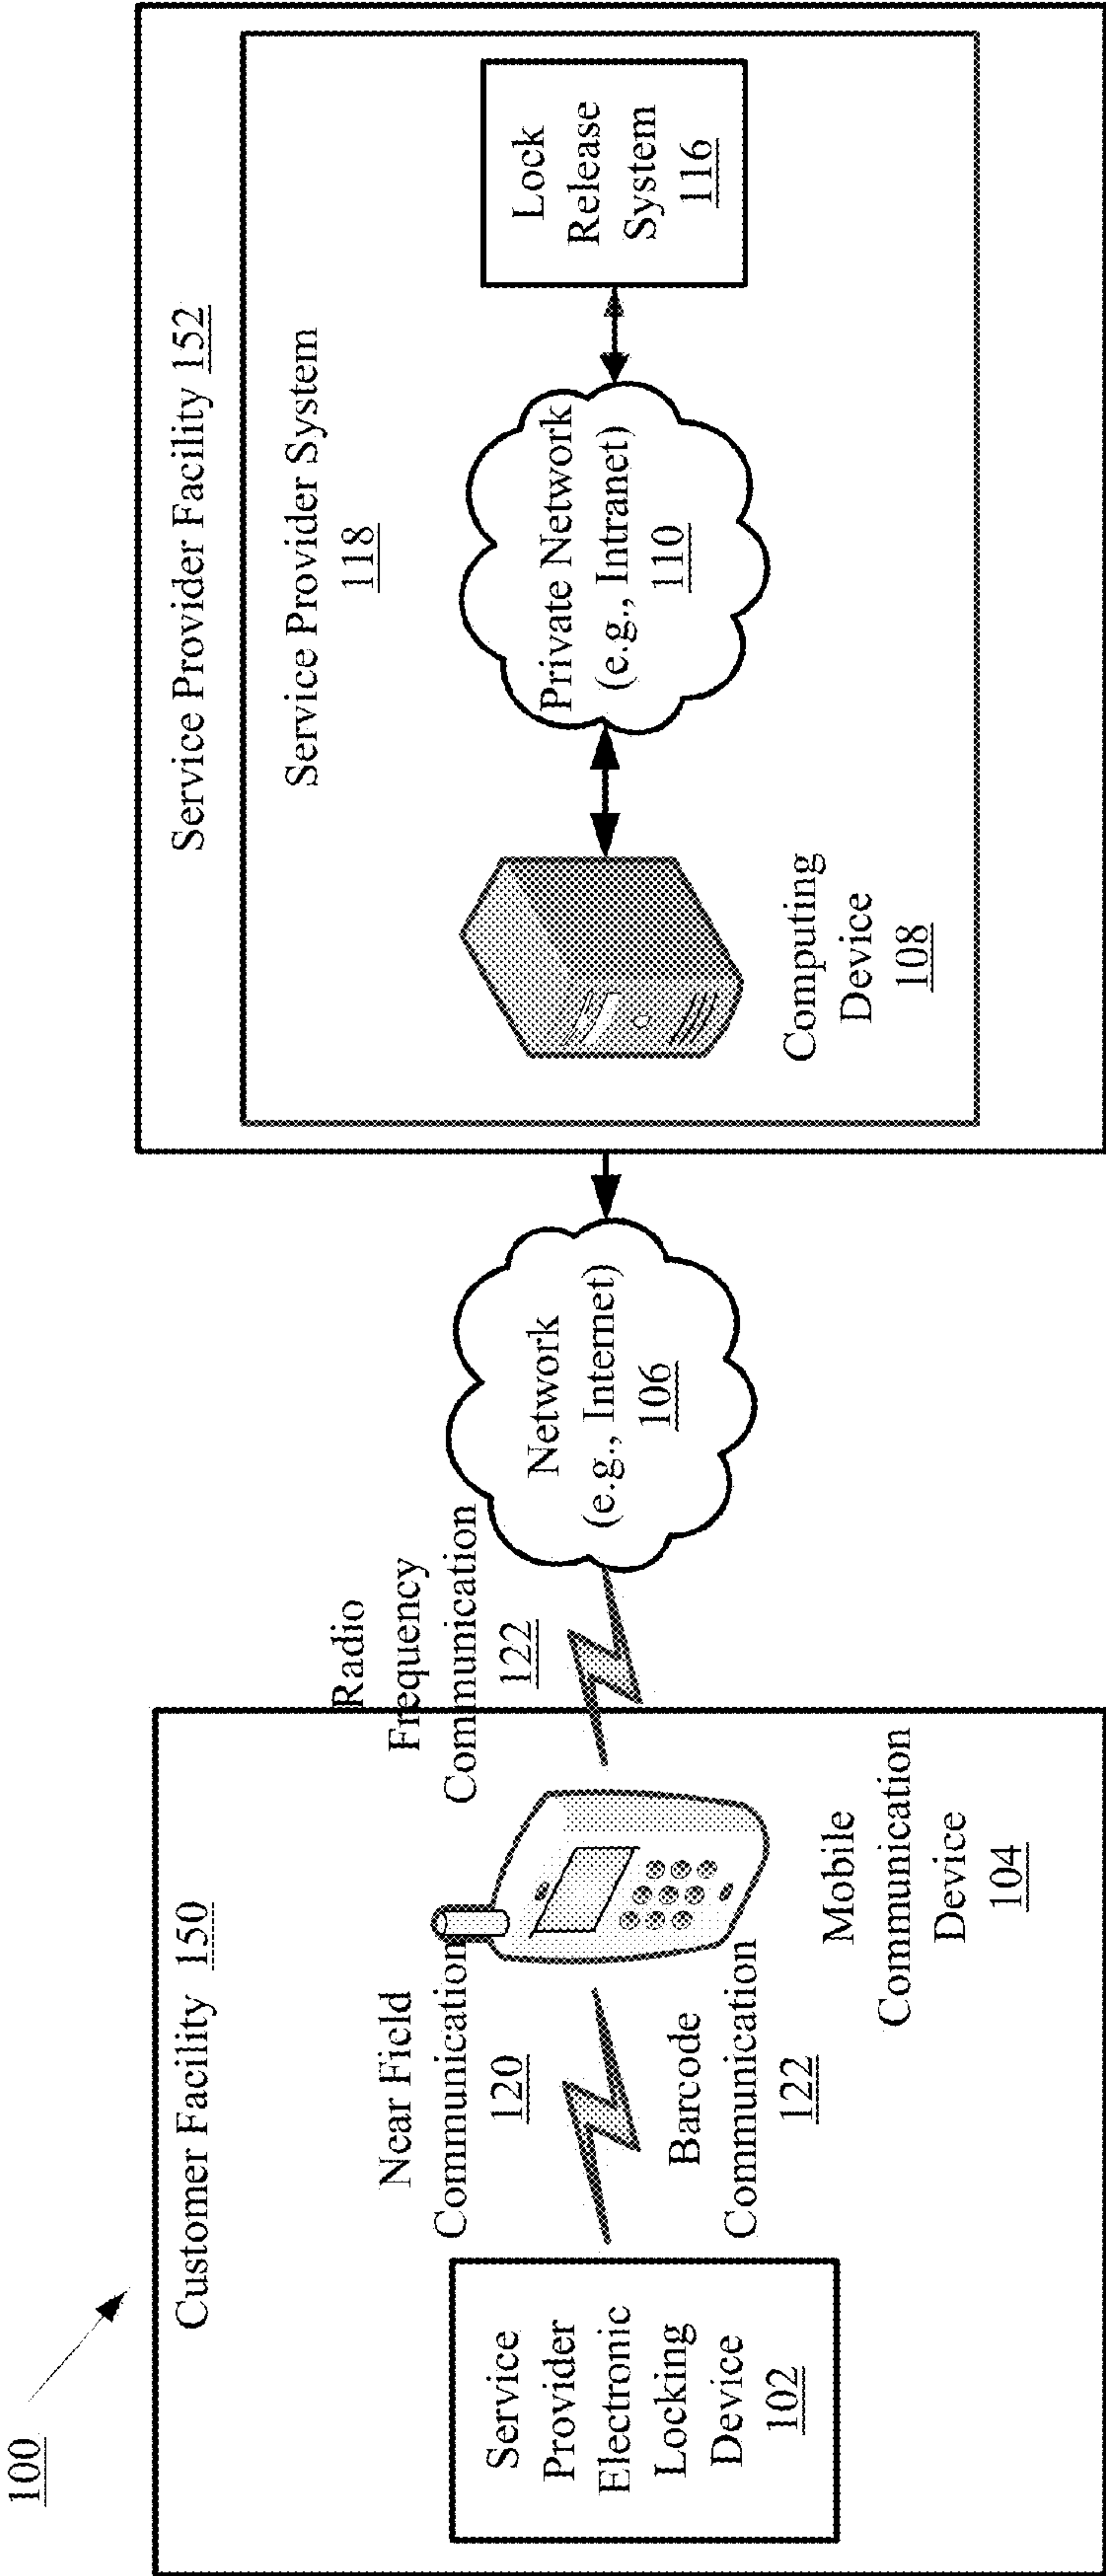 100
Customer Facility 150
Service
Provider
Electronic
Locking
Device
102
Near Field
Communication
120
Barcode
Communication
122
Mobile
Communication
Device
104
Radio
Frequency
Communication
122
Network
(e.g., Internet)
106
Service Provider Facility 152
Service Provider System
118
Computing
Device
108
Private Network
(e.g., Intranet)
110
Lock
Release
System
116